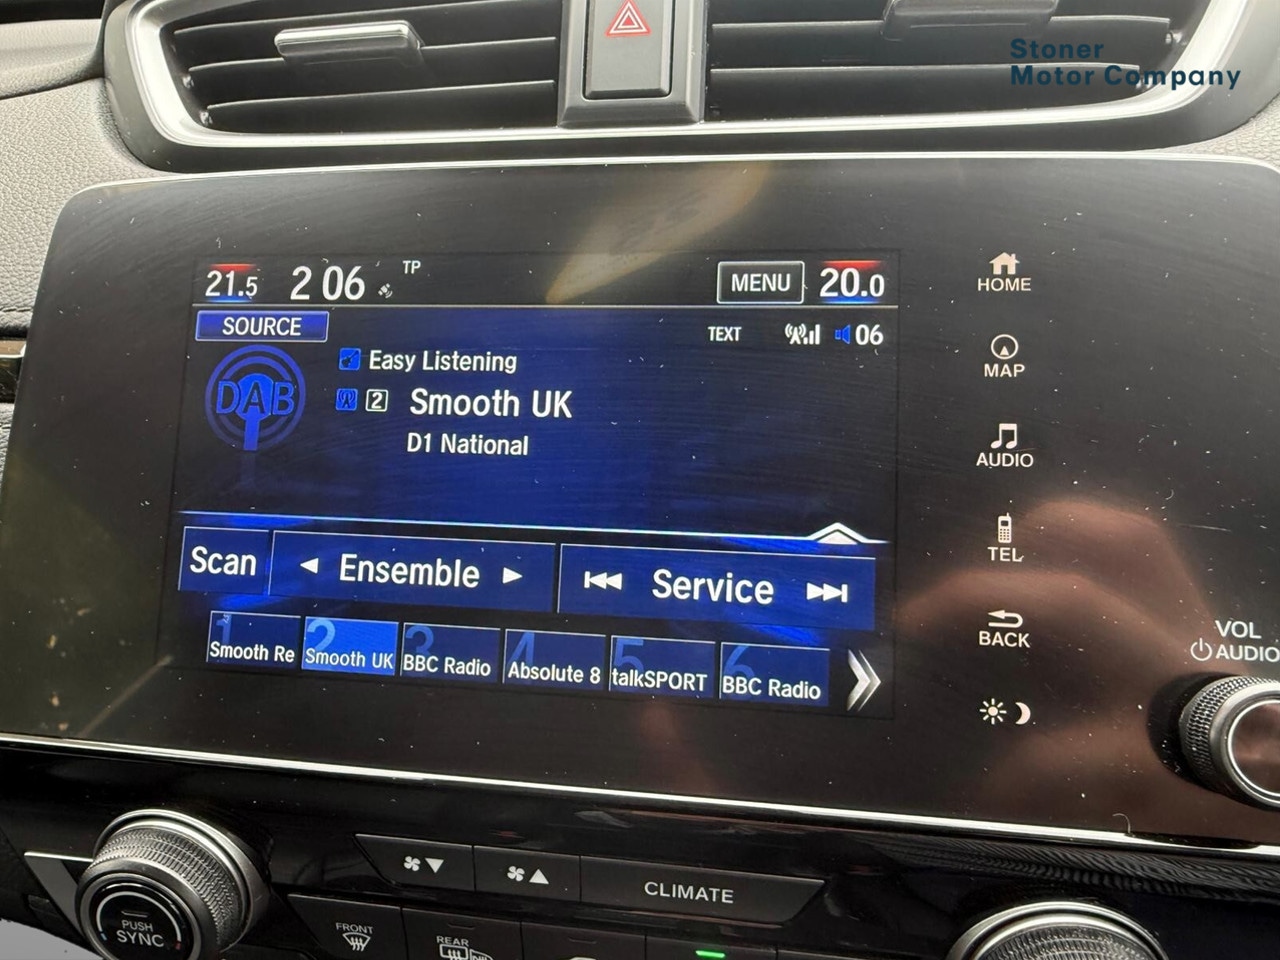 Stoner
Motor Company
21.5 2 06 TP MENU 20.0
SOURCE TEXT 06
DAB Easy Listening
2 Smooth UK
D1 National
Scan Ensemble Service
1 Smooth Re 2 Smooth UK 3 BBC Radio 4 Absolute 8 5 talkSPORT 6 BBC Radio
HOME
MAP
AUDIO
TEL
BACK
VOL
AUDIO
PUSH
SYNC
CLIMATE
FRONT
REAR